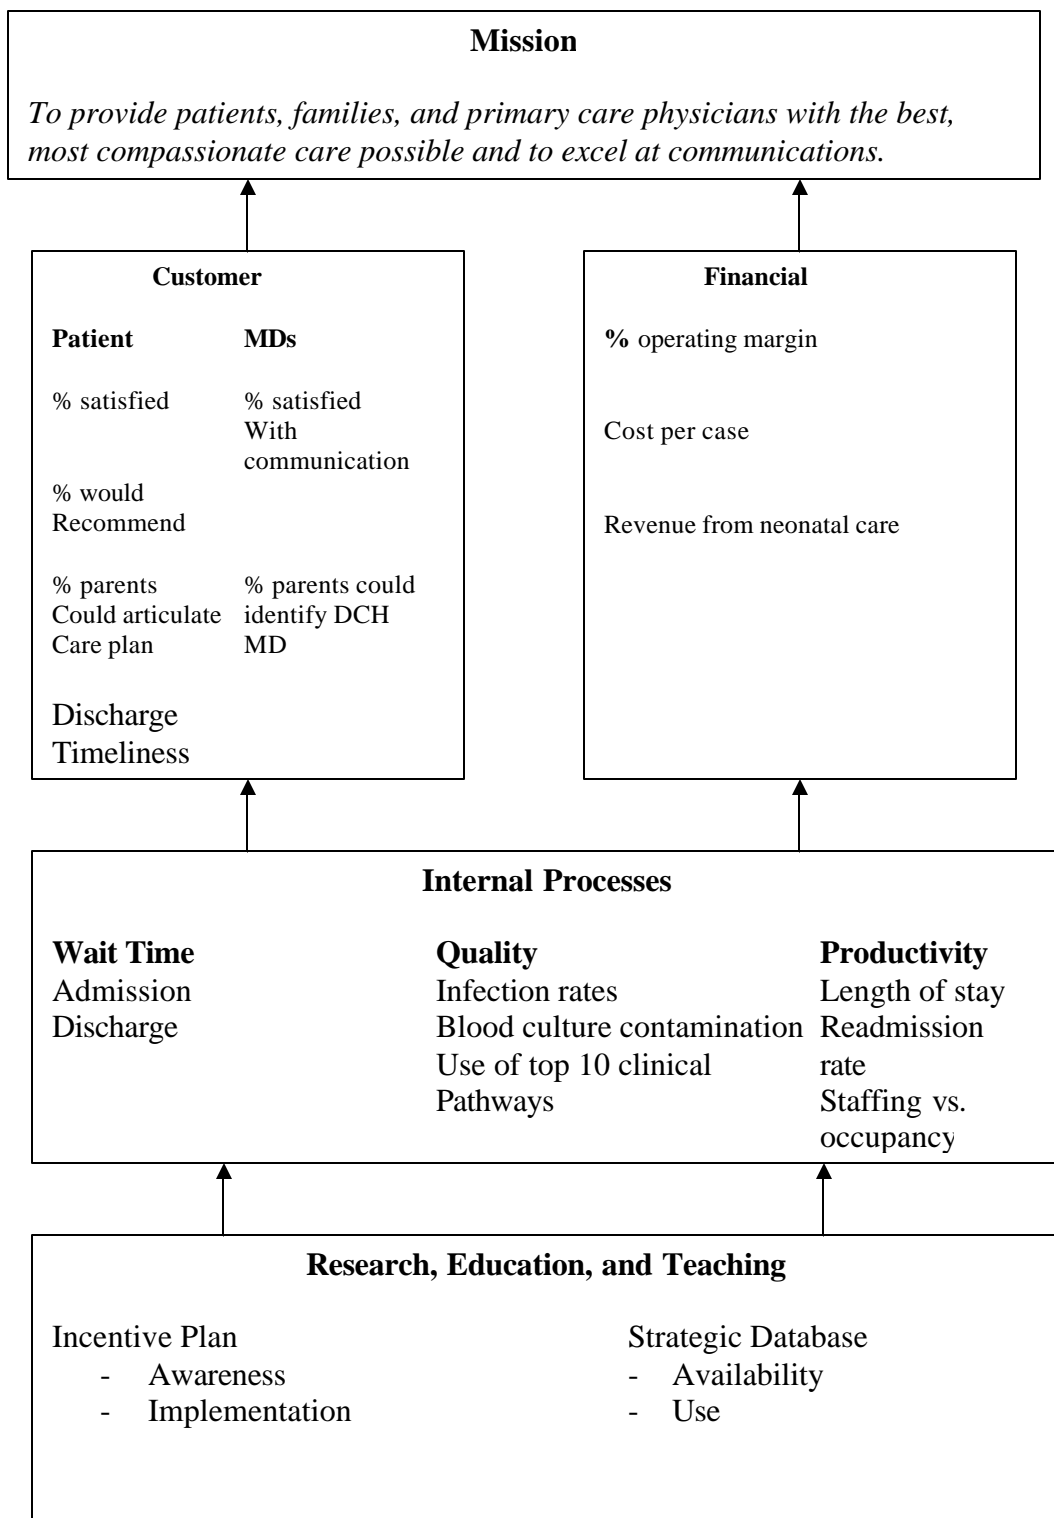 Mission
To provide patients, families, and primary care physicians with the best,
most compassionate care possible and to excel at communications.
Customer
Patient MDs
% satisfied % satisfied
With
communication
% would
Recommend
% parents % parents could
Could articulate identify DCH
Care plan MD
Discharge
Timeliness
Financial
% operating margin
Cost per case
Revenue from neonatal care
Internal Processes
Wait Time Quality Productivity
Admission Infection rates Length of stay
Discharge Blood culture contamination Readmission
Use of top 10 clinical rate
Pathways Staffing vs.
occupancy
Research, Education, and Teaching
Incentive Plan Strategic Database
- Awareness - Availability
- Implementation - Use